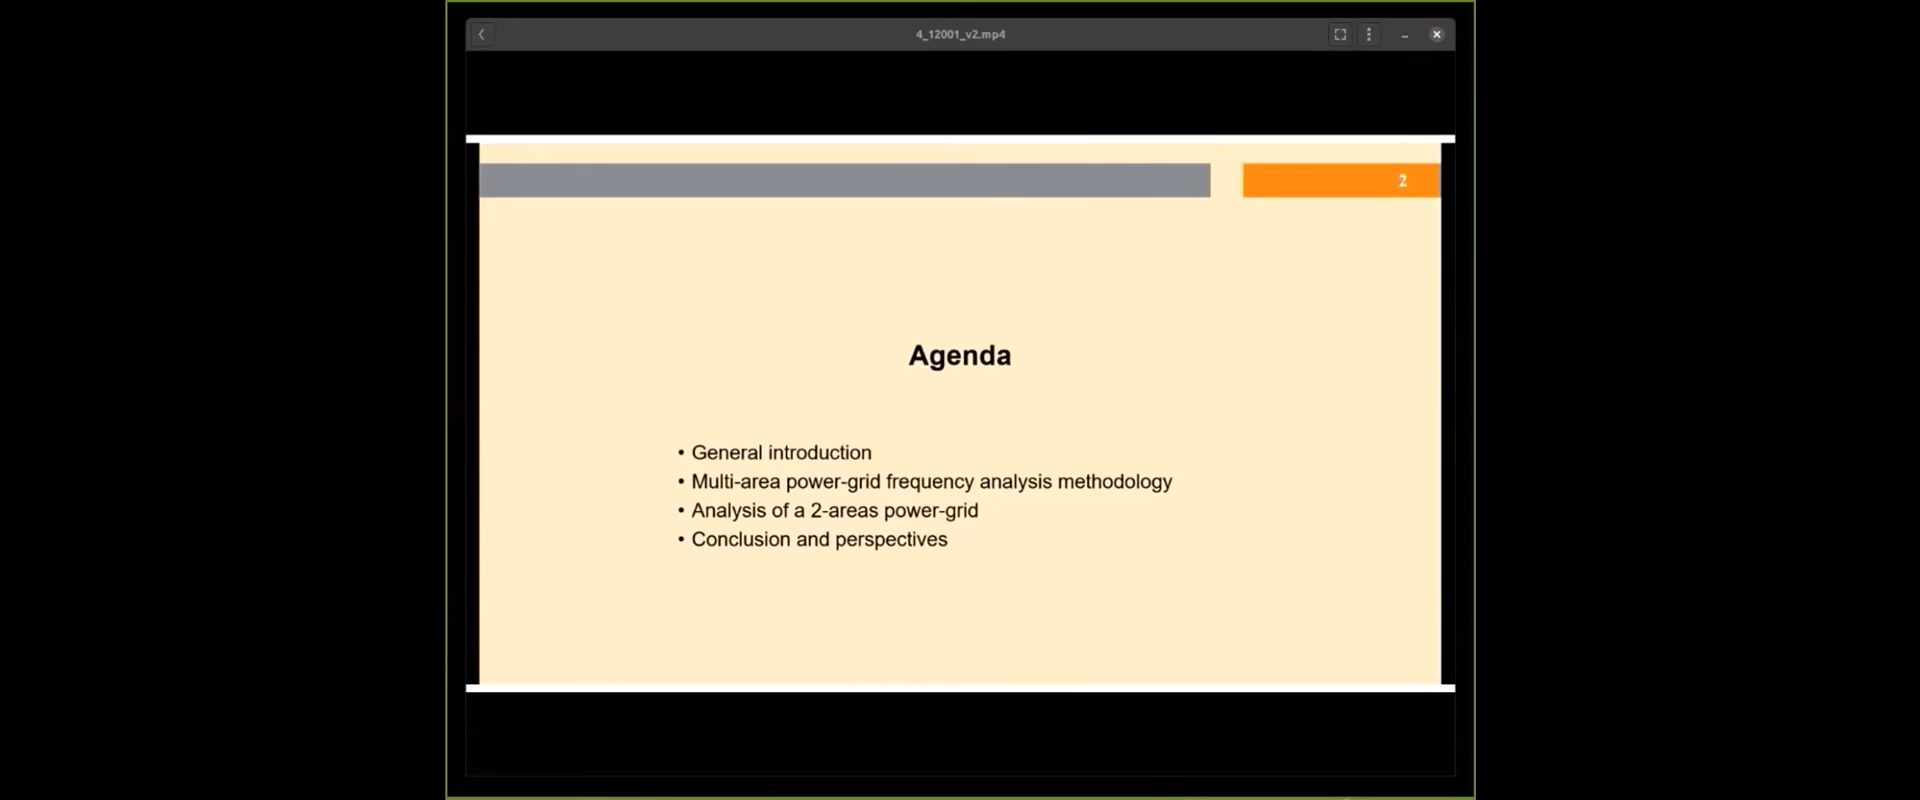 4_12001_v2.mp4
2
Agenda
• General introduction
• Multi-area power-grid frequency analysis methodology
• Analysis of a 2-areas power-grid
• Conclusion and perspectives